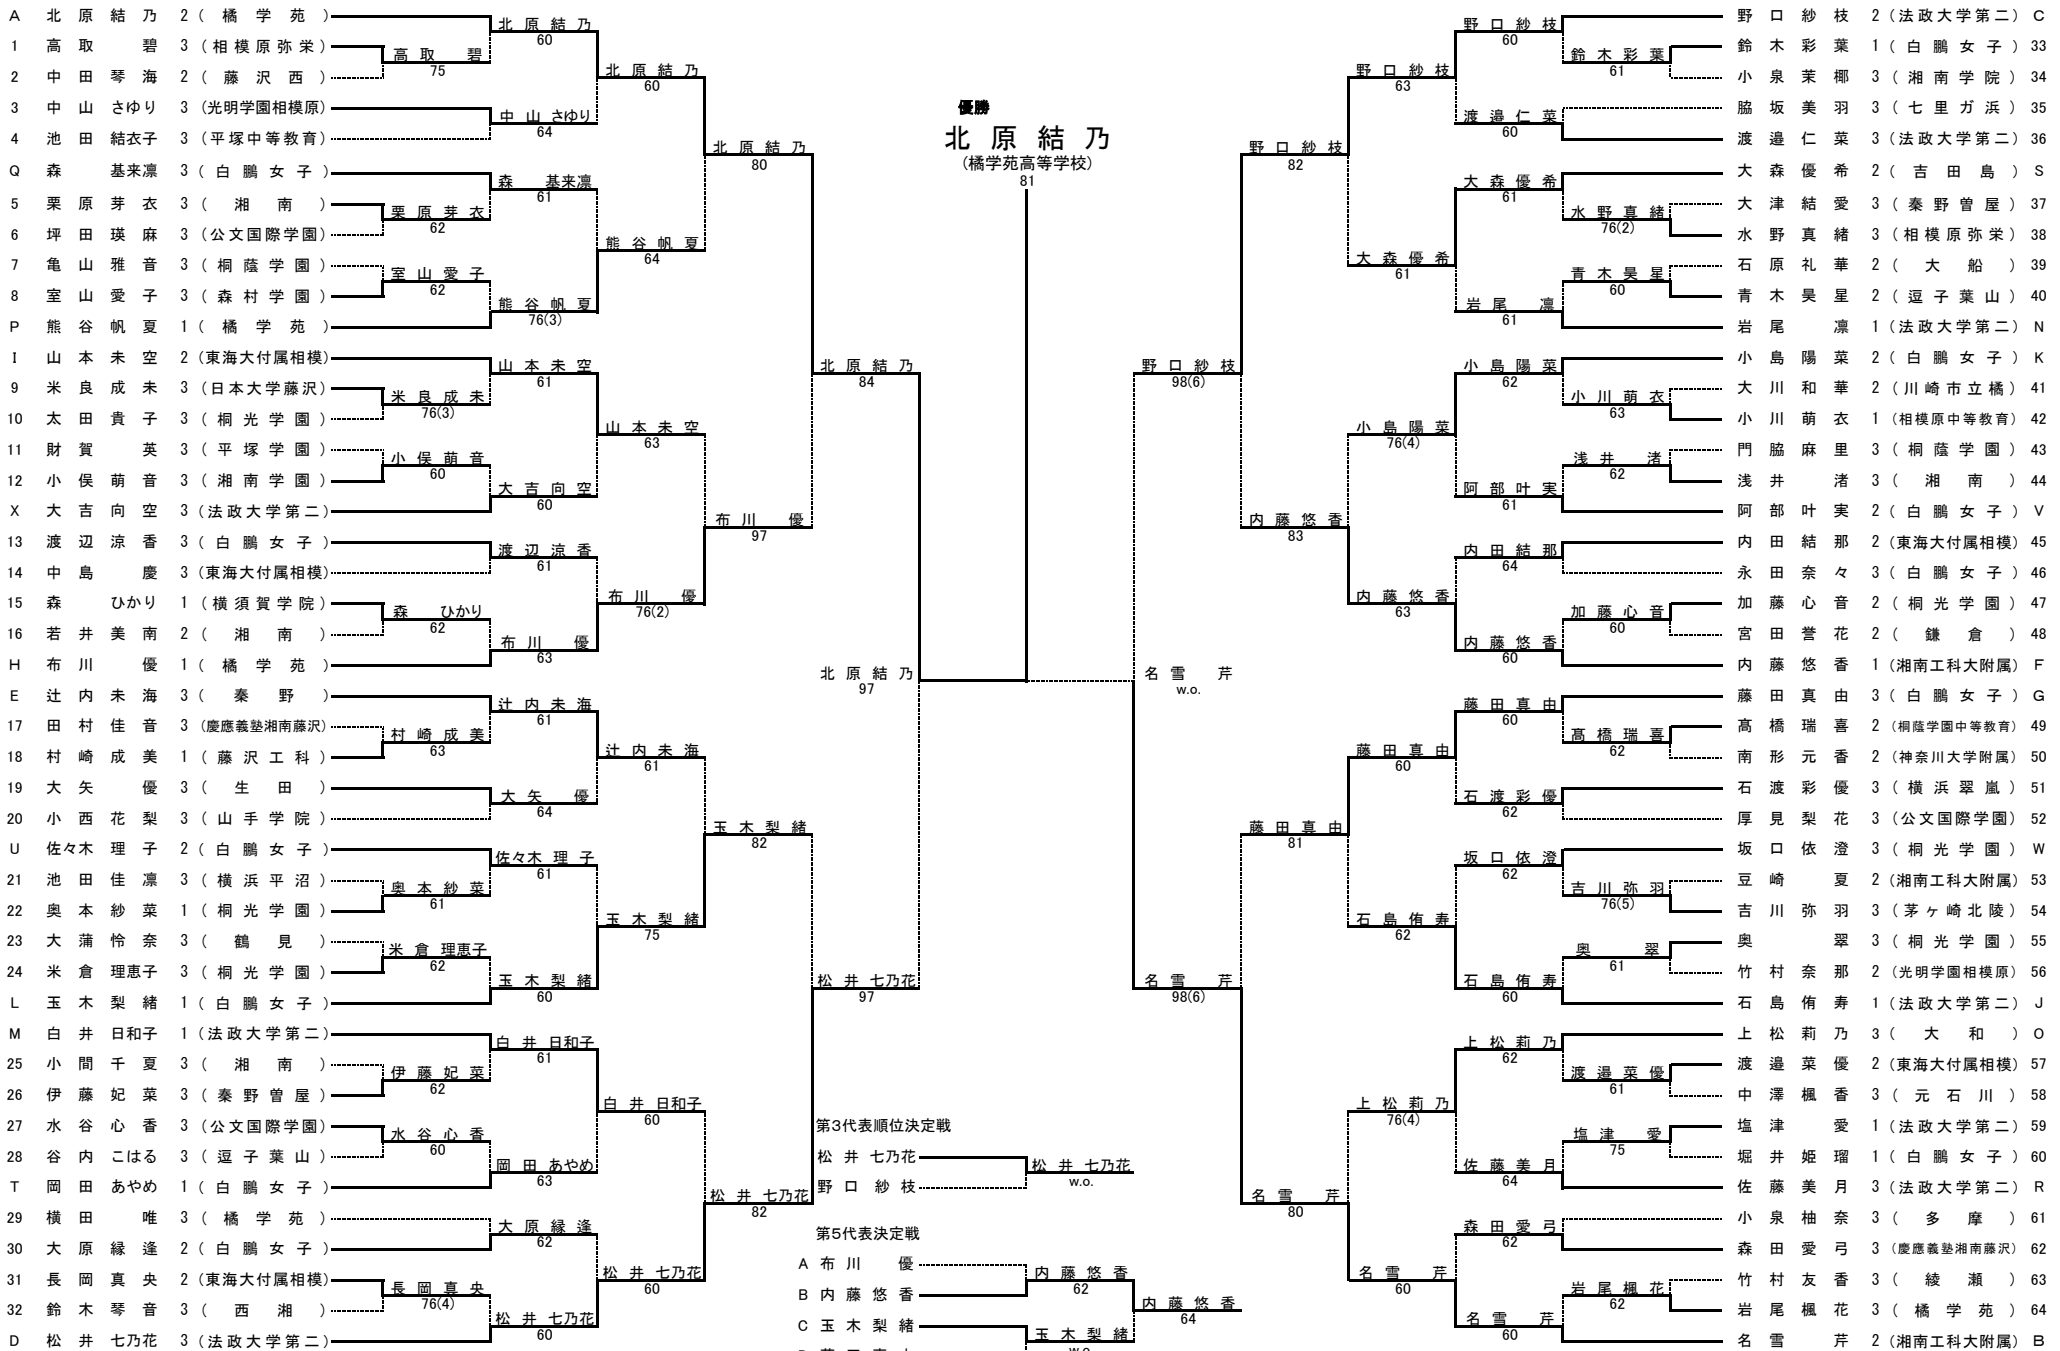 A 北原結乃 2 (橘学苑)
1 高取碧 3 (相模原弥栄)
2 中田琴海 2 (藤沢西)
3 中山さゆり 3 (光明学園相模原)
4 池田結衣子 3 (平塚中等教育)
Q 森基来凛 3 (白鵬女子)
5 栗原芽衣 3 (湘南)
6 坪田瑛麻 3 (公文国際学園)
7 亀山雅音 3 (桐蔭学園)
8 室山愛子 3 (森村学園)
P 熊谷帆夏 1 (橘学苑)
I 山本未空 2 (東海大付属相模)
9 米良成未 3 (日本大学藤沢)
10 太田貴子 3 (桐光学園)
11 財賀英 3 (平塚学園)
12 小俣萌音 3 (湘南学園)
X 大吉向空 3 (法政大学第二)
13 渡辺涼香 3 (白鵬女子)
14 中島慶 3 (東海大付属相模)
15 森ひかり 1 (横須賀学院)
16 若井美南 2 (湘南)
H 布川優 1 (橘学苑)
E 辻内未海 3 (秦野)
17 田村佳音 3 (慶應義塾湘南藤沢)
18 村崎成美 1 (藤沢工科)
19 大矢優 3 (生田)
20 小西花梨 3 (山手学院)
U 佐々木理子 2 (白鵬女子)
21 池田佳凛 3 (横浜平沼)
22 奥本紗菜 1 (桐光学園)
23 大蒲怜奈 3 (鶴見)
24 米倉理恵子 3 (桐光学園)
L 玉木梨緒 1 (白鵬女子)
M 白井日和子 1 (法政大学第二)
25 小間千夏 3 (湘南)
26 伊藤妃菜 3 (秦野曽屋)
27 水谷心香 3 (公文国際学園)
28 谷内こはる 3 (逗子葉山)
T 岡田あやめ 1 (白鵬女子)
29 横田唯 3 (橘学苑)
30 大原縁逢 2 (白鵬女子)
31 長岡真央 2 (東海大付属相模)
32 鈴木琴音 3 (西湘)
D 松井七乃花 3 (法政大学第二)
高取碧
75
栗原芽衣
62
室山愛子
62
米良成未
76(3)
小俣萌音
60
森ひかり
62
村崎成美
63
奥本紗菜
61
米倉理恵子
62
伊藤妃菜
62
水谷心香
60
長岡真央
76(4)
北原結乃
60
中山さゆり
64
森基来凛
61
熊谷帆夏
76(3)
山本未空
61
大吉向空
60
渡辺涼香
61
布川優
63
辻内未海
61
大矢優
64
佐々木理子
61
玉木梨緒
60
白井日和子
61
岡田あやめ
63
大原縁逢
62
松井七乃花
60
北原結乃
60
熊谷帆夏
64
山本未空
63
布川優
76(2)
辻内未海
61
玉木梨緒
75
白井日和子
60
松井七乃花
60
北原結乃
80
布川優
97
玉木梨緒
82
松井七乃花
82
北原結乃
84
松井七乃花
97
北原結乃
97
優勝
北原結乃
(橘学苑高等学校)
81
名雪芹
w.o.
野口紗枝
98(6)
名雪芹
98(6)
野口紗枝
82
内藤悠香
83
藤田真由
81
名雪芹
80
野口紗枝
63
大森優希
61
小島陽菜
76(4)
内藤悠香
63
藤田真由
60
石島侑寿
62
上松莉乃
76(4)
名雪芹
60
野口紗枝
60
渡邉仁菜
60
大森優希
61
岩尾凛
61
小島陽菜
62
阿部叶実
61
内田結那
64
内藤悠香
60
藤田真由
60
石渡彩優
62
坂口依澄
62
石島侑寿
60
上松莉乃
62
佐藤美月
64
森田愛弓
62
名雪芹
60
鈴木彩葉
61
水野真緒
76(2)
青木昊星
60
小川萌衣
63
浅井渚
62
加藤心音
60
髙橋瑞喜
62
吉川弥羽
76(5)
奥翠
61
渡邉菜優
61
塩津愛
75
岩尾楓花
62
野口紗枝 2 (法政大学第二) C
鈴木彩葉 1 (白鵬女子) 33
小泉茉椰 3 (湘南学院) 34
脇坂美羽 3 (七里ガ浜) 35
渡邉仁菜 3 (法政大学第二) 36
大森優希 2 (吉田島) S
大津結愛 3 (秦野曽屋) 37
水野真緒 3 (相模原弥栄) 38
石原礼華 2 (大船) 39
青木昊星 2 (逗子葉山) 40
岩尾凛 1 (法政大学第二) N
小島陽菜 2 (白鵬女子) K
大川和華 2 (川崎市立橘) 41
小川萌衣 1 (相模原中等教育) 42
門脇麻里 3 (桐蔭学園) 43
浅井渚 3 (湘南) 44
阿部叶実 2 (白鵬女子) V
内田結那 2 (東海大付属相模) 45
永田奈々 3 (白鵬女子) 46
加藤心音 2 (桐光学園) 47
宮田誉花 2 (鎌倉) 48
内藤悠香 1 (湘南工科大附属) F
藤田真由 3 (白鵬女子) G
髙橋瑞喜 2 (桐蔭学園中等教育) 49
南形元香 2 (神奈川大学附属) 50
石渡彩優 3 (横浜翠嵐) 51
厚見梨花 3 (公文国際学園) 52
坂口依澄 3 (桐光学園) W
豆崎夏 2 (湘南工科大附属) 53
吉川弥羽 3 (茅ヶ崎北陵) 54
奥翠 3 (桐光学園) 55
竹村奈那 2 (光明学園相模原) 56
石島侑寿 1 (法政大学第二) J
上松莉乃 3 (大和) O
渡邉菜優 2 (東海大付属相模) 57
中澤楓香 3 (元石川) 58
塩津愛 1 (法政大学第二) 59
堀井姫瑠 1 (白鵬女子) 60
佐藤美月 3 (法政大学第二) R
小泉柚奈 3 (多摩) 61
森田愛弓 3 (慶應義塾湘南藤沢) 62
竹村友香 3 (綾瀬) 63
岩尾楓花 3 (橘学苑) 64
名雪芹 2 (湘南工科大附属) B
第3代表順位決定戦
松井七乃花
野口紗枝
松井七乃花
w.o.
第5代表決定戦
A 布川優
B 内藤悠香
C 玉木梨緒
内藤悠香
62
玉木梨緒
内藤悠香
64